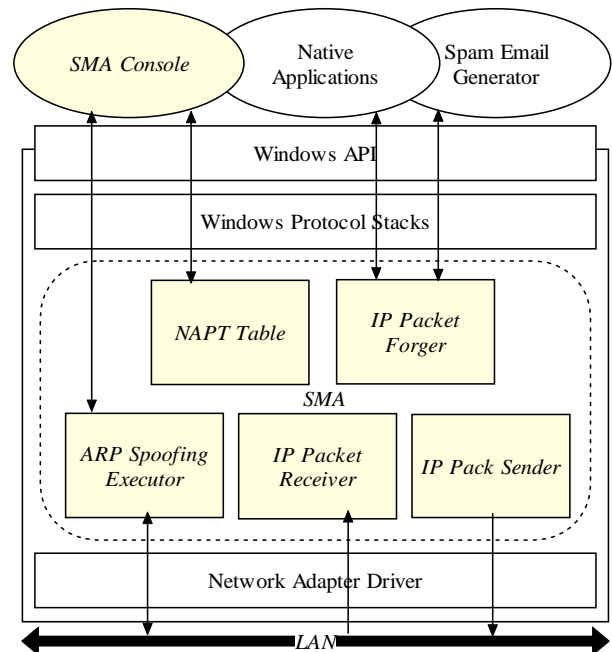 SMA Console
Native
Applications
Spam Email
Generator
Windows API
Windows Protocol Stacks
NAPT Table
IP Packet
Forger
SMA
ARP Spoofing
Executor
IP Packet
Receiver
IP Pack Sender
Network Adapter Driver
LAN